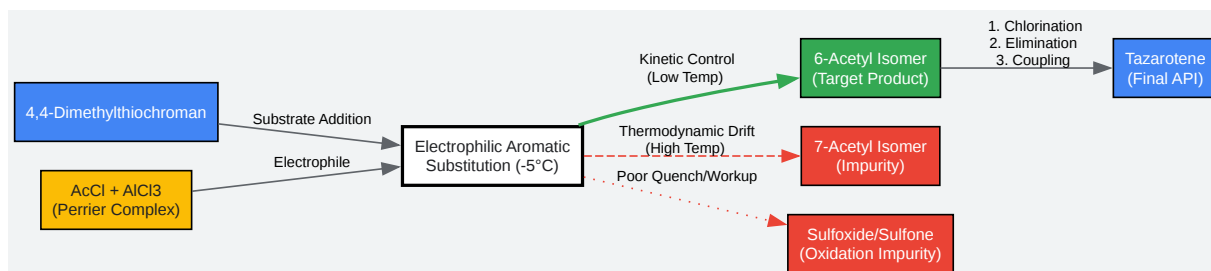 4,4-Dimethylthiochroman
AcCl + AlCl3
(Perrier Complex)
Substrate Addition
Electrophile
Electrophilic Aromatic
Substitution (-5°C)
Kinetic Control
(Low Temp)
Thermodynamic Drift
(High Temp)
Poor Quench/Workup
6-Acetyl Isomer
(Target Product)
7-Acetyl Isomer
(Impurity)
Sulfoxide/Sulfone
(Oxidation Impurity)
1. Chlorination
2. Elimination
3. Coupling
Tazarotene
(Final API)